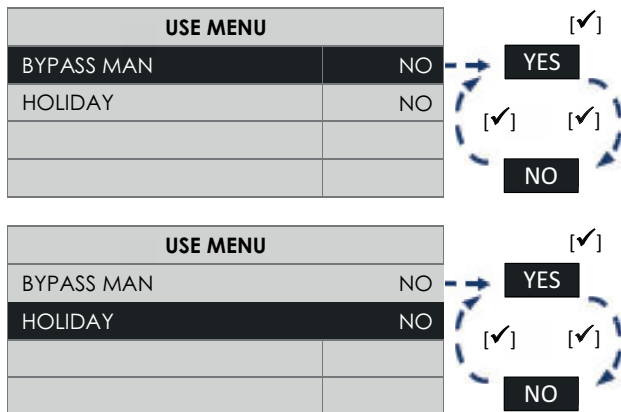 USE MENU
[✔]
BYPASS MAN NO YES
HOLIDAY NO
[✔] [✔]
NO
USE MENU
[✔]
BYPASS MAN NO YES
HOLIDAY NO
[✔] [✔]
NO